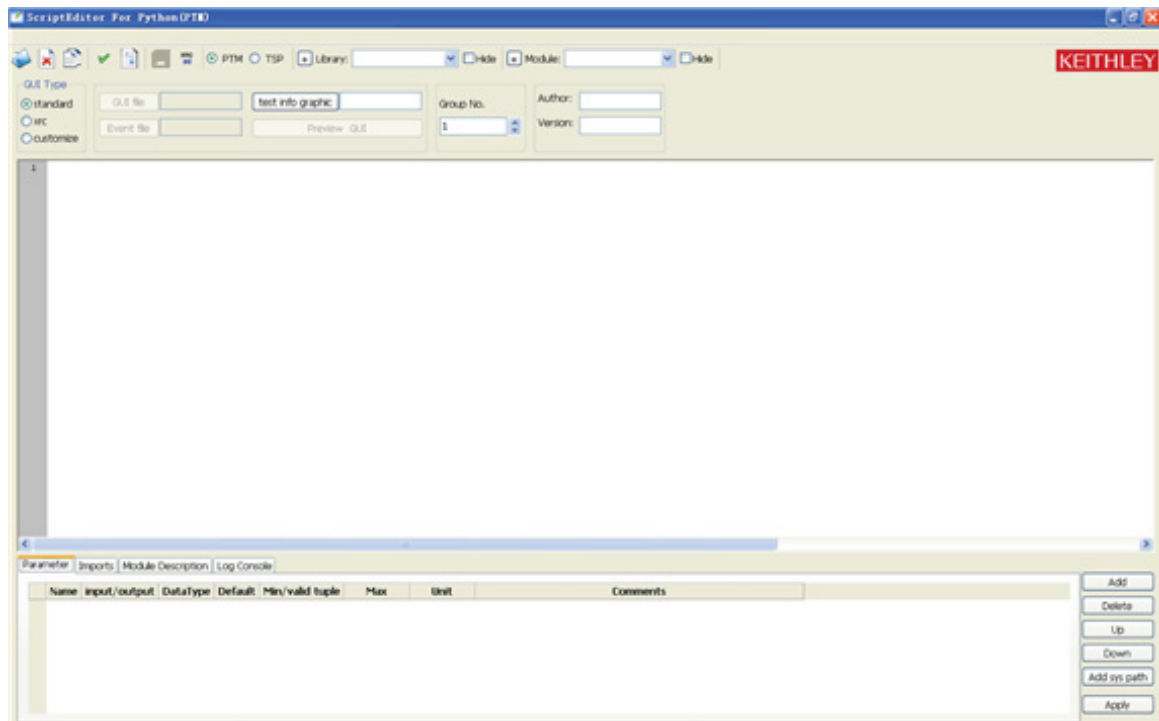 ScriptEditor For Python(PTM)
PTM TSP Library: Hide Module: Hide
KEITHLEY
GUI Type
standard
xrc
customize
GUI file
test info graphic
Event file
Preview GUI
Group No.
1
Author:
Version:
1
Parameter Imports Module Description Log Console
Name input/output DataType Default Min/valid tuple Max Unit Comments
Add
Delete
Up
Down
Add sys path
Apply